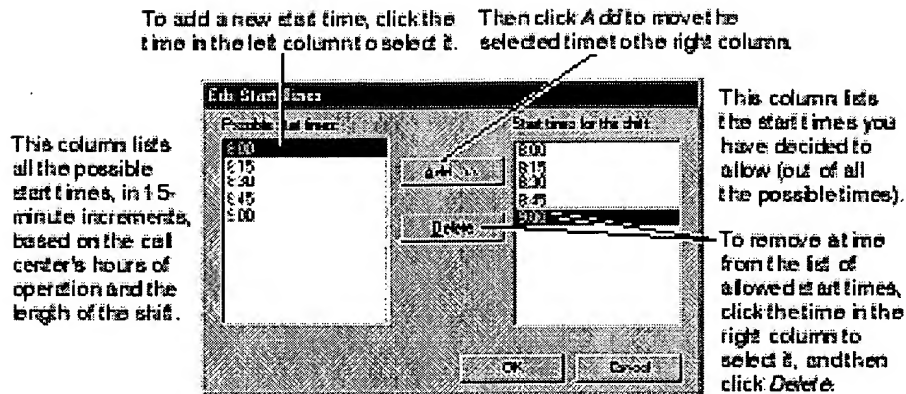 To add a new start time, click the
time in the left column to select it.
Then click Add to move the
selected time to the right column.
Edit Start Times
Possible start times:
8:00
8:15
8:30
8:45
9:00
Add >>
Delete
Start times for the shift:
8:00
8:15
8:30
8:45
9:00
OK
Cancel
This column lists
all the possible
start times, in 15-
minute increments,
based on the call
center's hours of
operation and the
length of the shift.
This column lists
the start times you
have decided to
allow (out of all
the possible times).
To remove a time
from the list of
allowed start times,
click the time in the
right column to
select it, and then
click Delete.